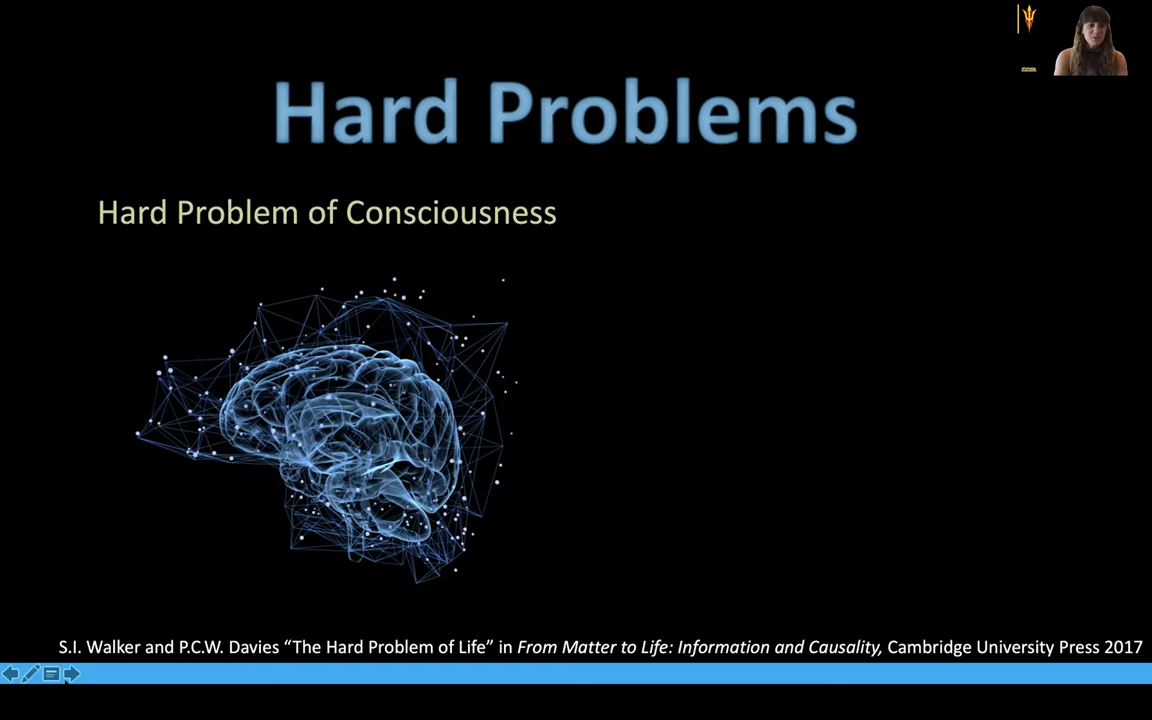 Hard Problems
Hard Problem of Consciousness
S.I. Walker and P.C.W. Davies “The Hard Problem of Life” in From Matter to Life: Information and Causality, Cambridge University Press 2017